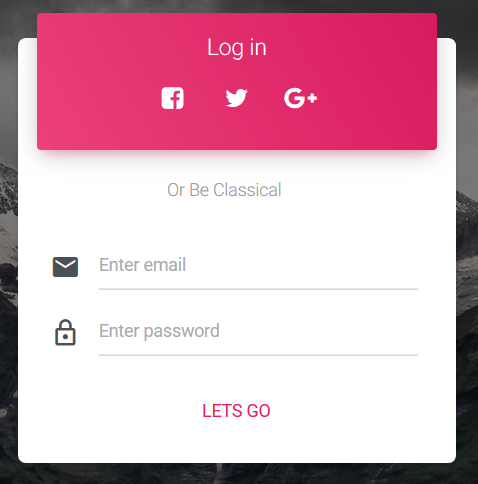 Log in
Or Be Classical
Enter email
Enter password
LETS GO